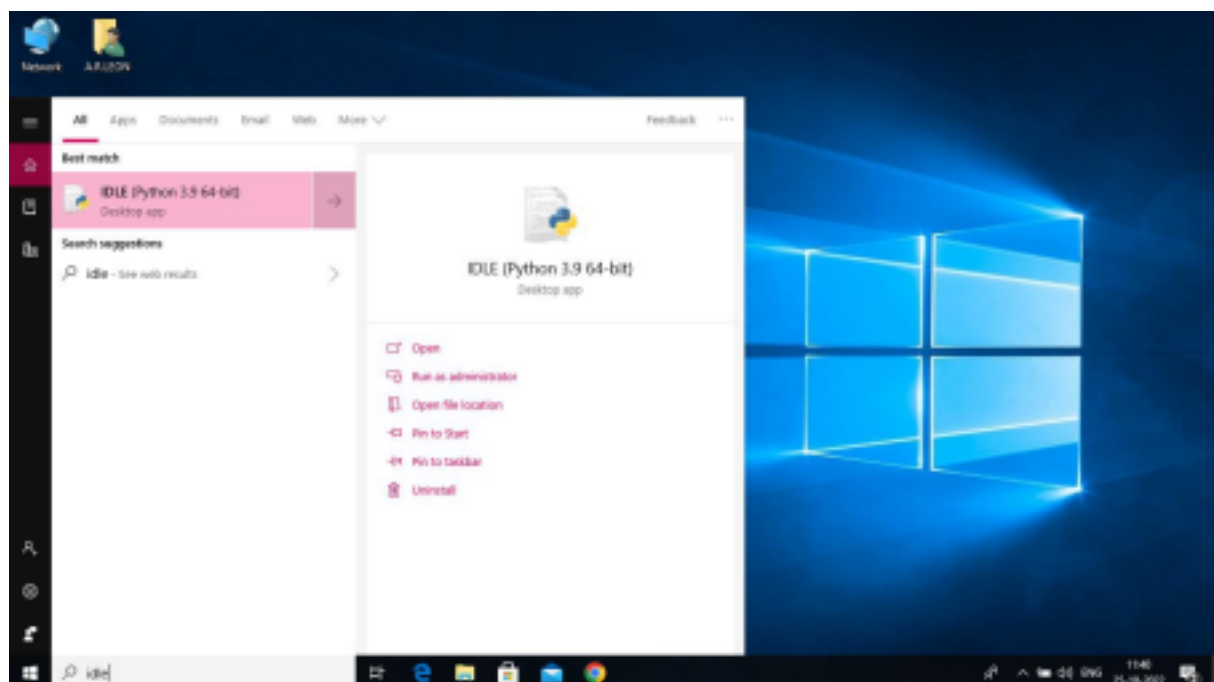 Network
All Apps Documents Email Web More Feedback ...
Best match
IDLE (Python 3.9 64-bit)
Desktop app
Search suggestions
idle - See web results
IDLE (Python 3.9 64-bit)
Desktop app
Open
Run as administrator
Open file location
Pin to Start
Pin to taskbar
Uninstall
idle
ENG
11:40